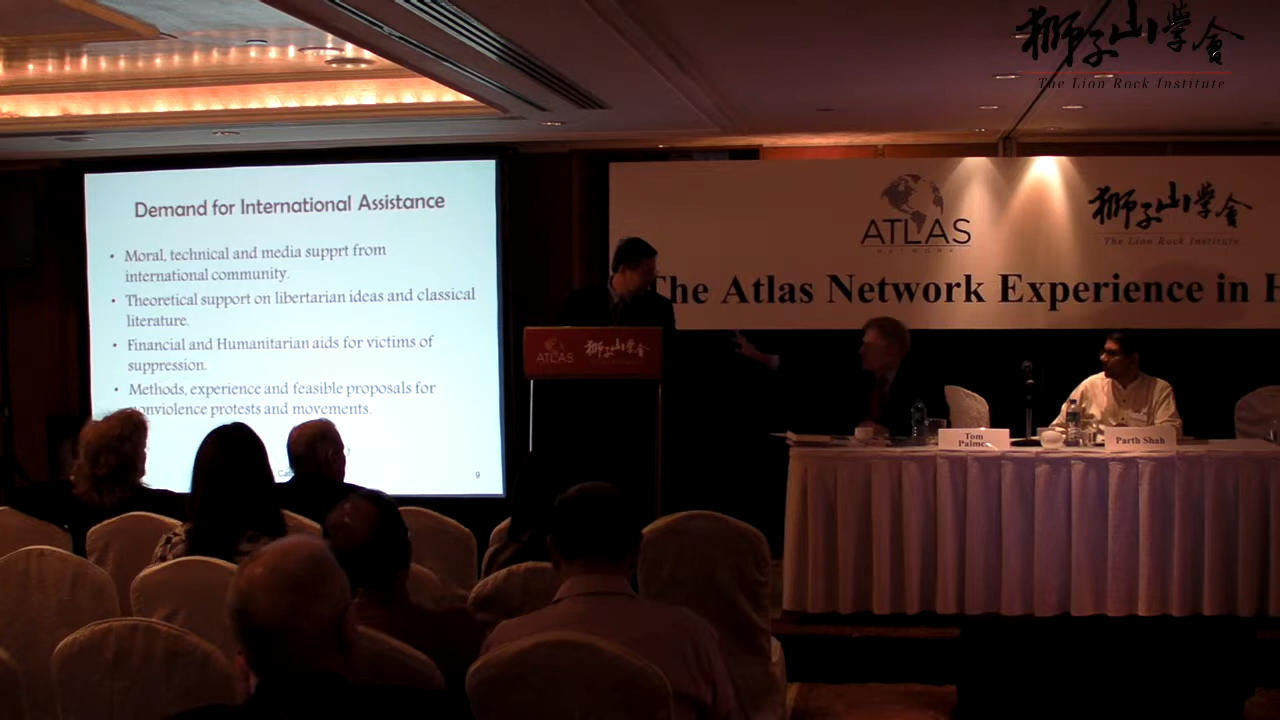 獅子山學會
The Lion Rock Institute
Demand for International Assistance
• Moral, technical and media supprt from
international community.
• Theoretical support on libertarian ideas and classical
literature.
• Financial and Humanitarian aids for victims of
suppression.
• Methods, experience and feasible proposals for
nonviolence protests and movements.
9
ATLAS
NETWORK
獅子山學會
The Lion Rock Institute
The Atlas Network Experience in
ATLAS
獅子山學會
Tom
Palmer
Parth Shah